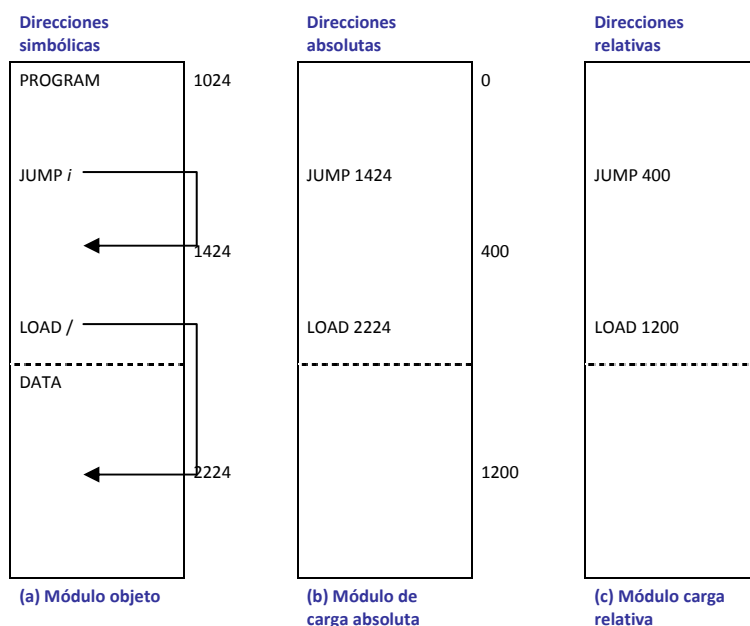 Direcciones
simbólicas
PROGRAM
1024
JUMP i
1424
LOAD /
DATA
2224
(a) Módulo objeto
Direcciones
absolutas
0
JUMP 1424
400
LOAD 2224
1200
(b) Módulo de
carga absoluta
Direcciones
relativas
JUMP 400
LOAD 1200
(c) Módulo carga
relativa